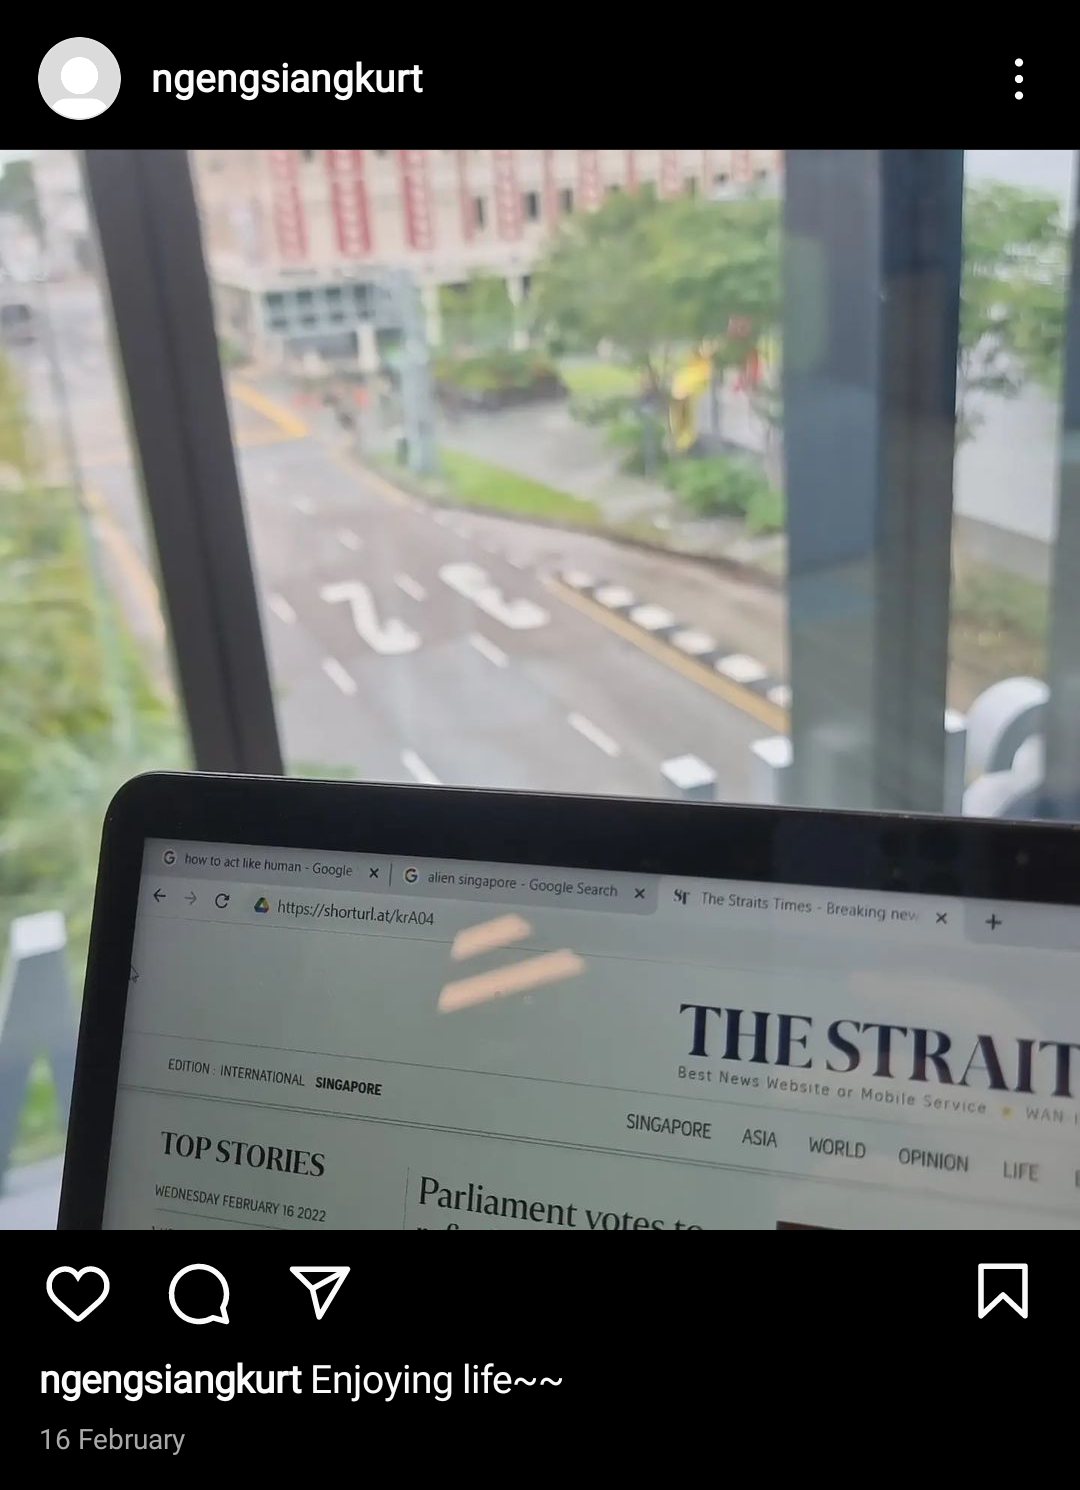 ngengsiangkurt
how to act like human - Google
alien singapore - Google Search
The Straits Times - Breaking new
https://shorturl.at/krA04
THE STRAIT
Best News Website or Mobile Service
WAN
EDITION : INTERNATIONAL SINGAPORE
SINGAPORE ASIA WORLD OPINION LIFE
TOP STORIES
WEDNESDAY FEBRUARY 16 2022
Parliament votes to
ngengsiangkurt Enjoying life~~
16 February